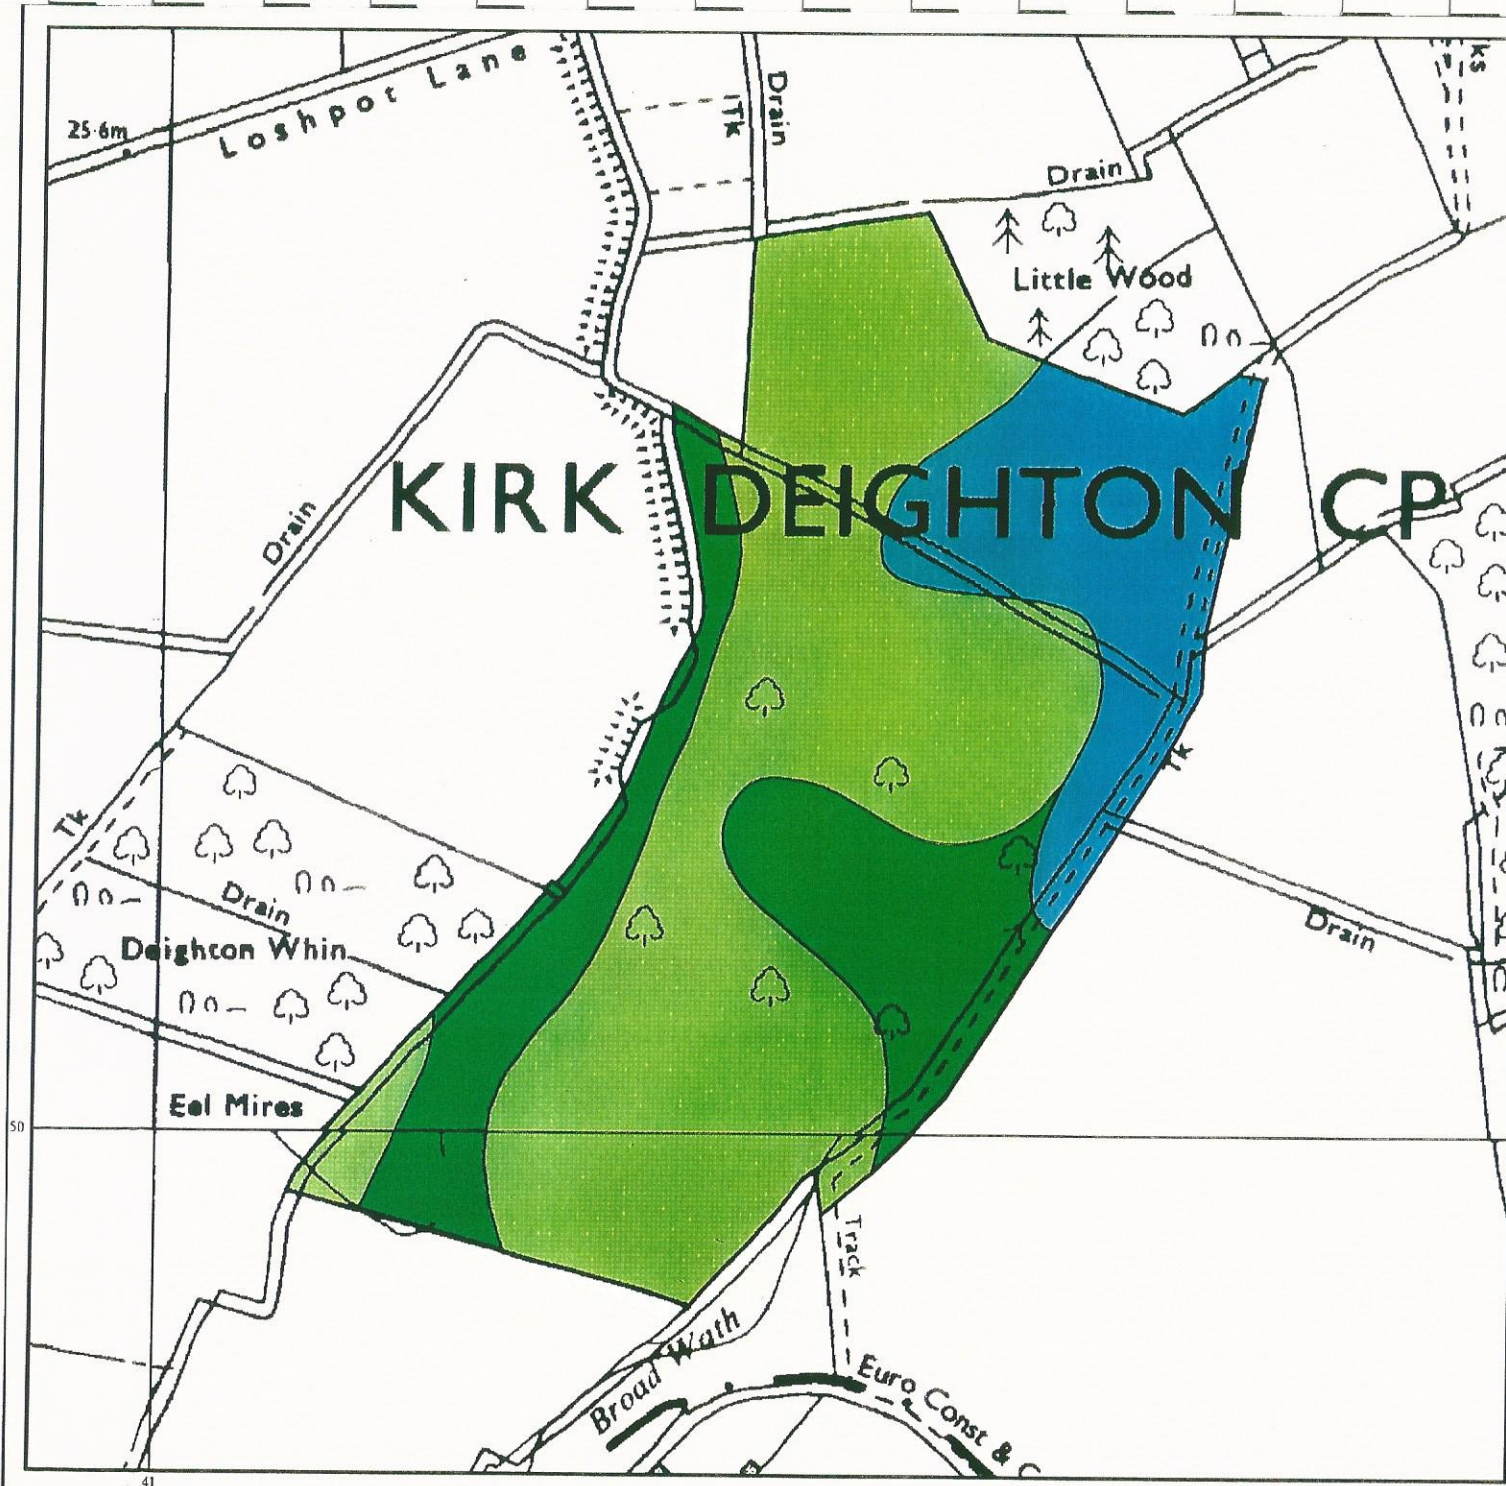 ks
Loshpot Lane
25·6m
Tk
Drain
Drain
Little Wood
KIRK DEIGHTON CP
Drain
Tk
Tk
Drain
Drain
Deighton Whin
Eel Mires
50
Track
Broad Wath
Euro Const &
41